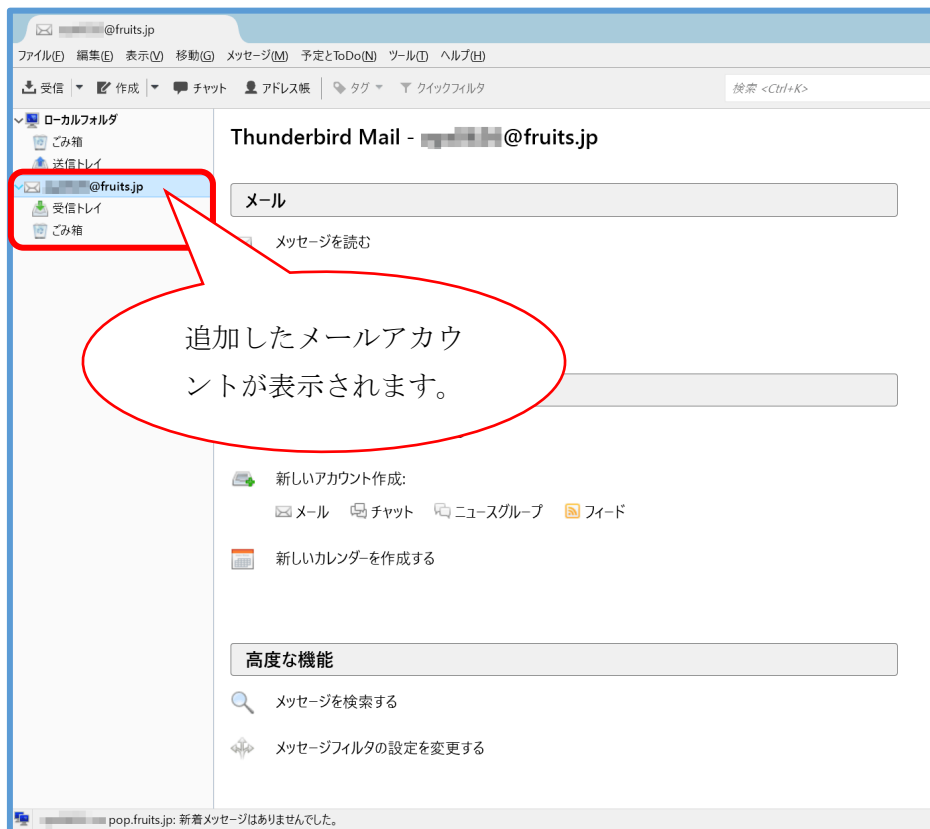 @fruits.jp
ファイル(F) 編集(E) 表示(V) 移動(G) メッセージ(M) 予定とToDo(N) ツール(T) ヘルプ(H)
受信 作成 チャット アドレス帳 タグ クイックフィルタ 検索 <Ctrl+K>
ローカルフォルダ
ごみ箱
送信トレイ
@fruits.jp
受信トレイ
ごみ箱
Thunderbird Mail - @fruits.jp
メール
メッセージを読む
追加したメールアカウ
ントが表示されます。
新しいアカウント作成:
メール チャット ニュースグループ フィード
新しいカレンダーを作成する
高度な機能
メッセージを検索する
メッセージフィルタの設定を変更する
pop.fruits.jp: 新着メッセージはありませんでした。